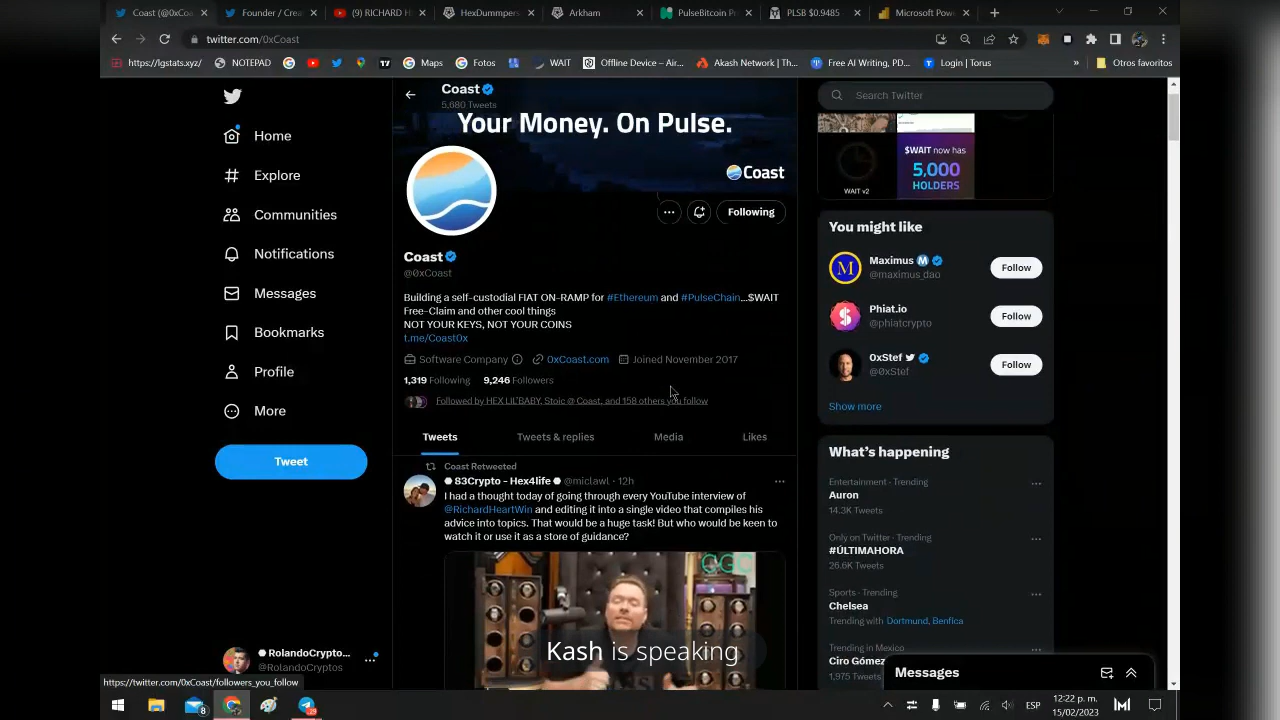 Coast (@0xCoa
Founder / Crea
(9) RICHARD H
HexDummpers
Arkham
PulseBitcoin P
PLSB $0.9485
Microsoft Pow
twitter.com/0xCoast
https://lgstats.xyz/
NOTEPAD
Maps
Fotos
WAIT
Offline Device – Air...
Akash Network | Th...
Free AI Writing, PD...
Login | Torus
»
Otros favoritos
Home
Explore
Communities
Notifications
Messages
Bookmarks
Profile
More
Tweet
RolandoCrypto...
@RolandoCryptos
https://twitter.com/0xCoast/followers_you_follow
Coast
5,680 Tweets
Your Money. On Pulse.
Coast
Following
Coast
@0xCoast
Building a self-custodial FIAT ON-RAMP for #Ethereum and #PulseChain...$WAIT
Free-Claim and other cool things
NOT YOUR KEYS, NOT YOUR COINS
t.me/Coast0x
Software Company
0xCoast.com
Joined November 2017
1,319 Following 9,246 Followers
Followed by HEX LIL'BABY, Stoic @ Coast, and 158 others you follow
Tweets
Tweets & replies
Media
Likes
Coast Retweeted
83Crypto - Hex4life @miclawl · 12h
I had a thought today of going through every YouTube interview of
@RichardHeartWin and editing it into a single video that compiles his
advice into topics. That would be a huge task! But who would be keen to
watch it or use it as a store of guidance?
CGC
Kash is speaking
Search Twitter
WAIT v2
$WAIT now has
5,000
HOLDERS
You might like
Maximus
@maximus_dao
Follow
Phiat.io
@phiatcrypto
Follow
0xStef
@0xStef
Follow
Show more
What's happening
Entertainment · Trending
Auron
14.3K Tweets
Only on Twitter · Trending
#ÚLTIMAHORA
26.6K Tweets
Sports · Trending
Chelsea
Trending with Dortmund, Benfica
Trending in Mexico
Ciro Gómez
1,975 Tweets
Messages
ESP
12:22 p. m.
15/02/2023